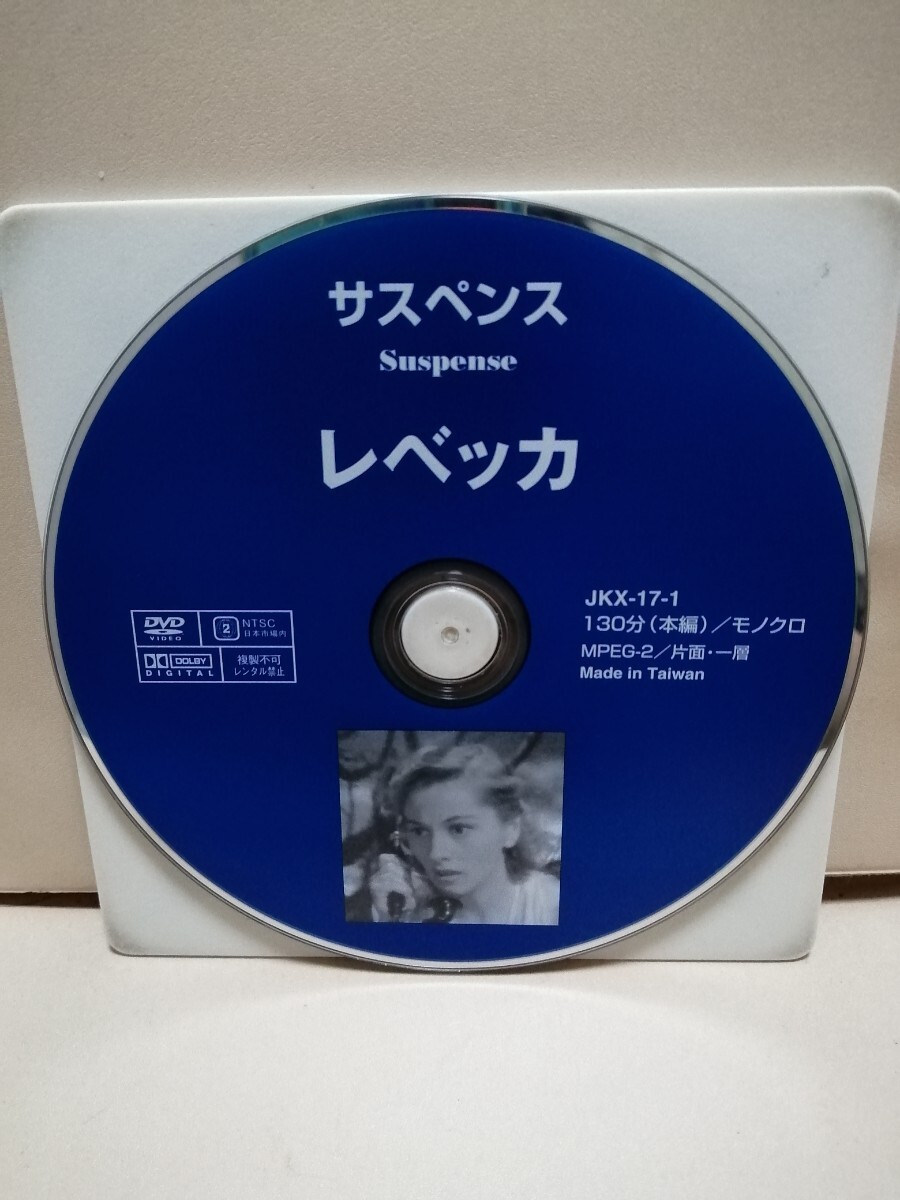 サスペンス
Suspense
レベッカ
JKX-17-1
130分(本編)/モノクロ
MPEG-2/片面・一層
Made in Taiwan
DVD
VIDEO
2
NTSC
日本市場内
DOLBY
DIGITAL
複製不可
レンタル禁止